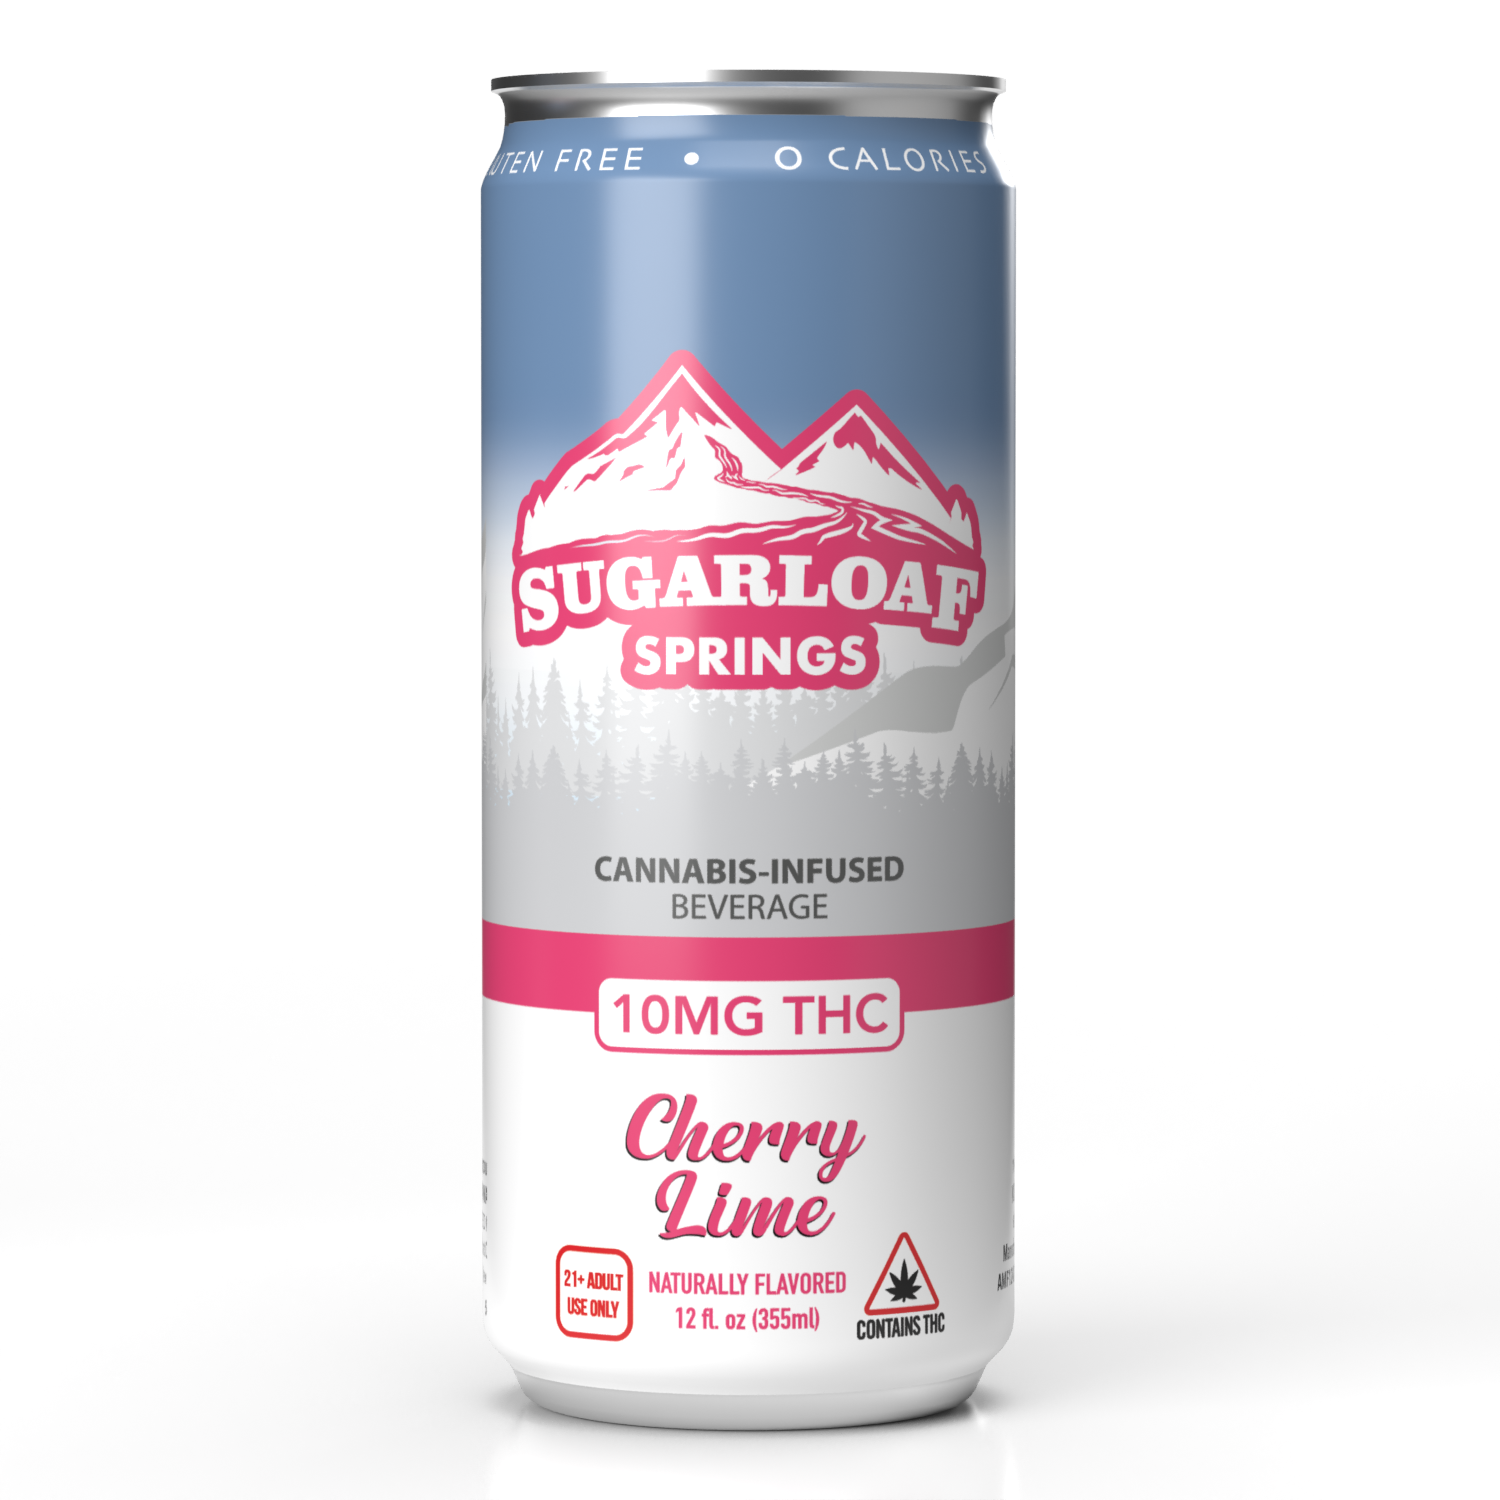 FREE • 0 CALORIES
SUGARLOAF
SPRINGS
CANNABIS-INFUSED
BEVERAGE
10MG THC
Cherry
Lime
21+ ADULT
USE ONLY
NATURALLY FLAVORED
12 fl. oz (355ml)
CONTAINS THC